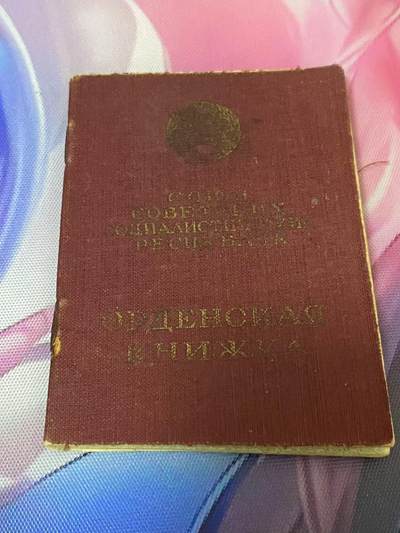 СОЮЗ
СОВЕТСКИХ
СОЦИАЛИСТИЧЕСКИХ
РЕСПУБЛИК
ОРДЕНСКАЯ
КНИЖКА